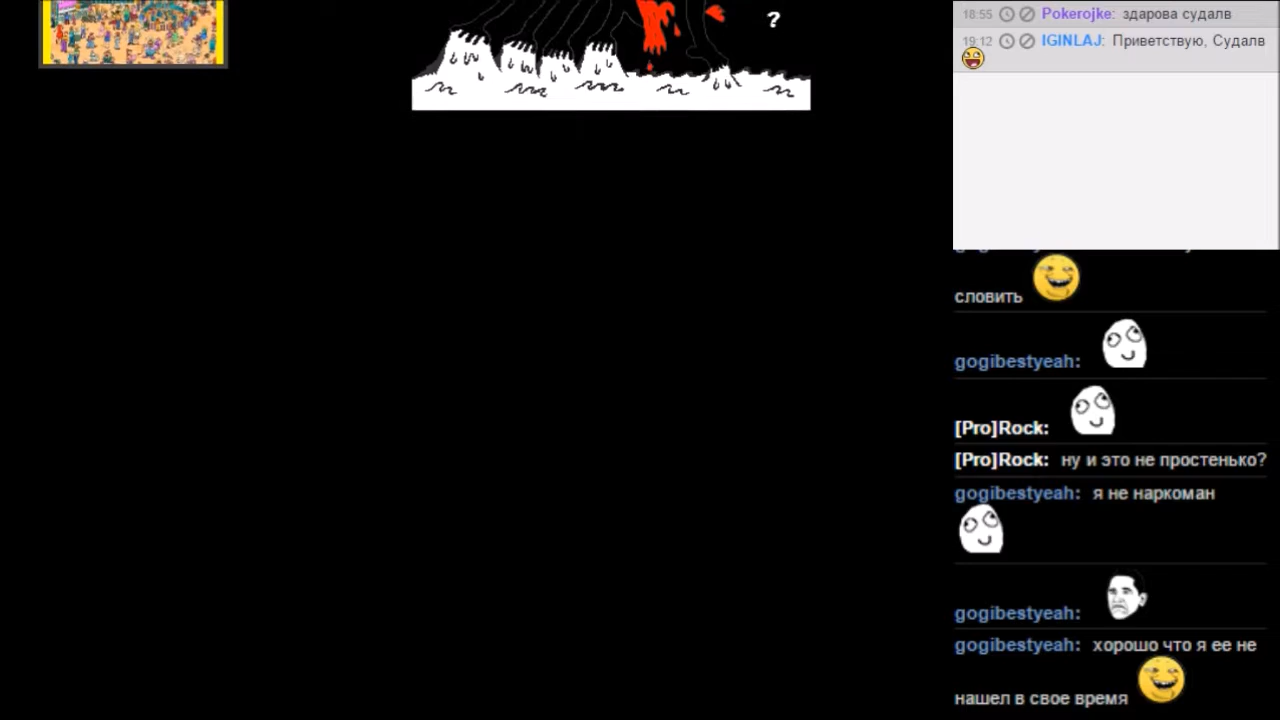 ?
18:55 Pokerojke: здарова судалв
19:12 IGINLAJ: Приветствую, Судалв
словить
gogibestyeah:
[Pro]Rock:
[Pro]Rock: ну и это не простенько?
gogibestyeah: я не наркоман
gogibestyeah:
gogibestyeah: хорошо что я ее не
нашел в свое время